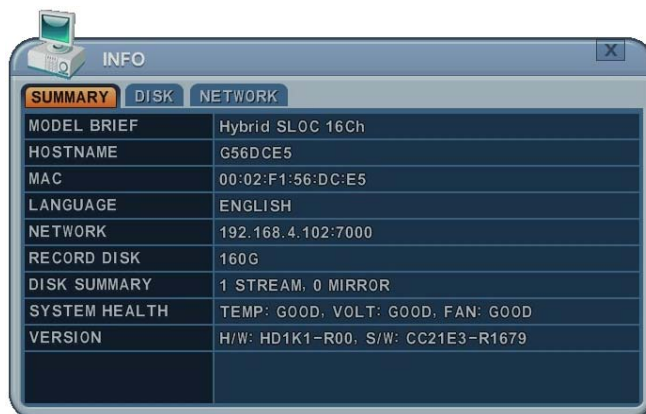 INFO
X
SUMMARY DISK NETWORK
MODEL BRIEF Hybrid SLOC 16Ch
HOSTNAME G56DCE5
MAC 00:02:F1:56:DC:E5
LANGUAGE ENGLISH
NETWORK 192.168.4.102:7000
RECORD DISK 160G
DISK SUMMARY 1 STREAM, 0 MIRROR
SYSTEM HEALTH TEMP: GOOD, VOLT: GOOD, FAN: GOOD
VERSION H/W: HD1K1-R00, S/W: CC21E3-R1679